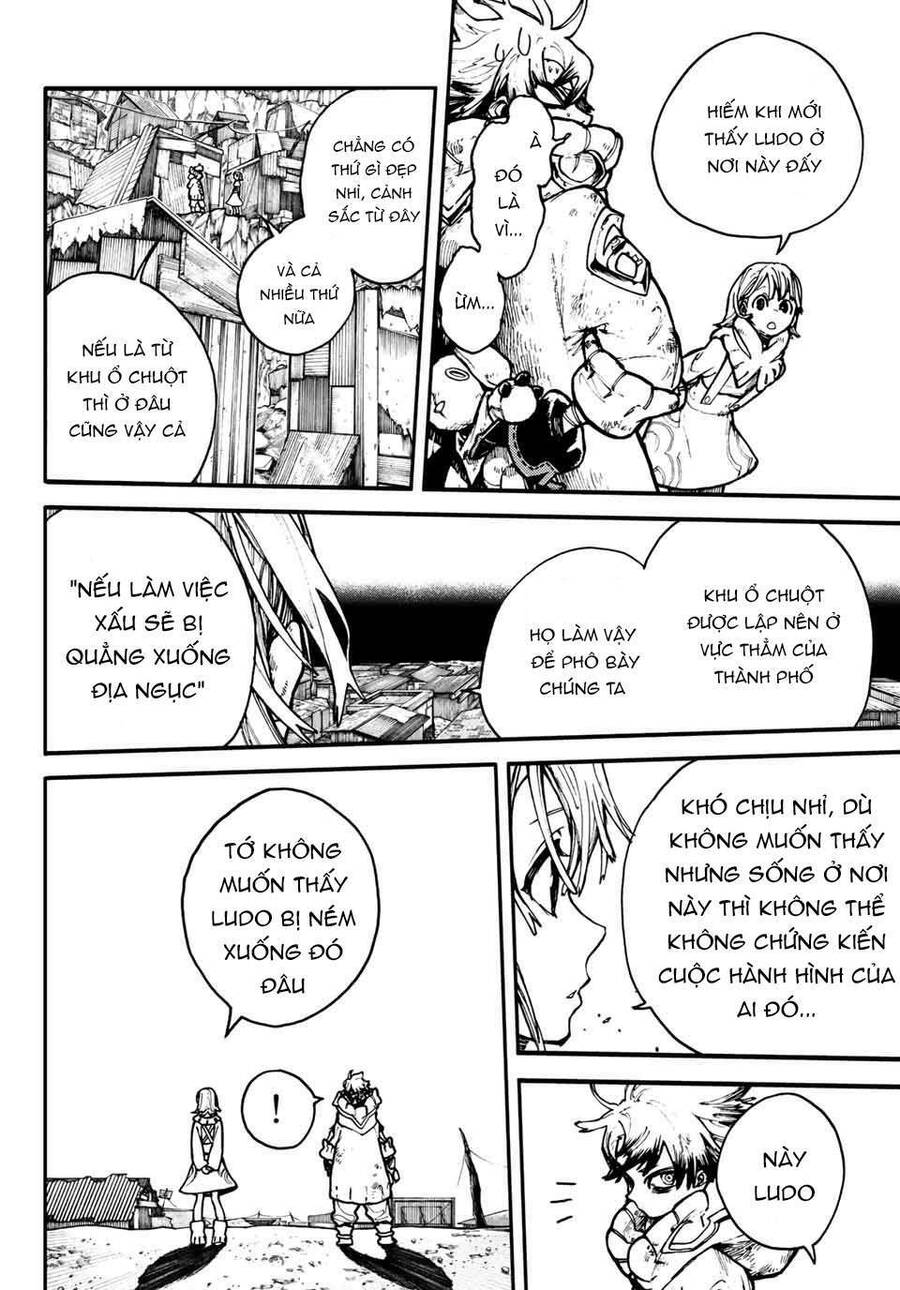 HIẾM KHI MỚI
THẤY LUDO Ở
NƠI NÀY ĐẤY
À
ĐÓ
LÀ
VÌ...
ỪM...
CHẲNG CÓ
THỨ GÌ ĐẸP
NHỈ, CẢNH
SẮC TỪ ĐÂY
VÀ CẢ
NHIỀU THỨ
NỮA
NẾU LÀ TỪ
KHU Ổ CHUỘT
THÌ Ở ĐÂU
CŨNG VẬY CẢ
KHU Ổ CHUỘT
ĐƯỢC LẬP NÊN Ở
VỰC THẲM CỦA
THÀNH PHỐ
HỌ LÀM VẬY
ĐỂ PHÔ BÀY
CHÚNG TA
"NẾU LÀM VIỆC
XẤU SẼ BỊ
QUẲNG XUỐNG
ĐỊA NGỤC"
KHÓ CHỊU NHỈ, DÙ
KHÔNG MUỐN THẤY
NHƯNG SỐNG Ở NƠI
NÀY THÌ KHÔNG THỂ
KHÔNG CHỨNG KIẾN
CUỘC HÀNH HÌNH CỦA
AI ĐÓ...
NÀY
LUDO
TỚ KHÔNG
MUỐN THẤY
LUDO BỊ NÉM
XUỐNG ĐÓ
ĐÂU
!